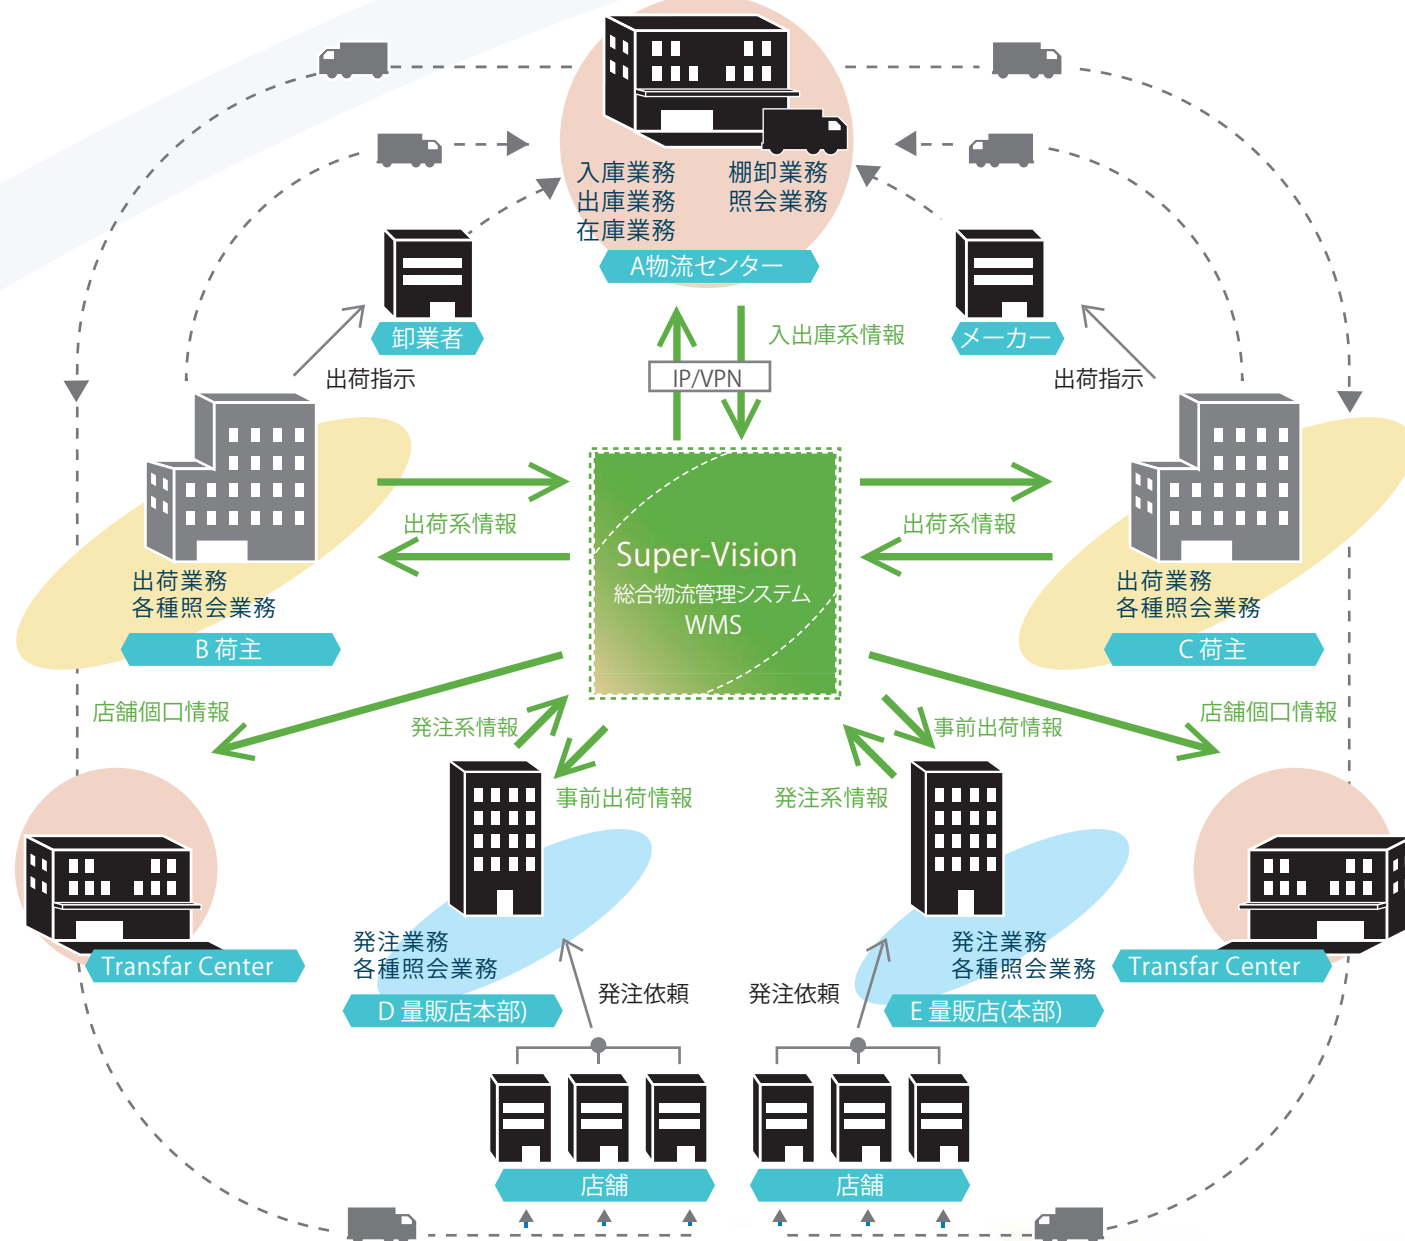 入庫業務
出庫業務
在庫業務
棚卸業務
照会業務
A物流センター
卸業者
メーカー
入出庫系情報
IP/VPN
出荷指示
出荷指示
出荷系情報
出荷系情報
Super-Vision
総合物流管理システム
WMS
出荷業務
各種照会業務
B 荷主
出荷業務
各種照会業務
C 荷主
店舗個口情報
発注系情報
事前出荷情報
店舗個口情報
事前出荷情報
発注系情報
Transfar Center
発注業務
各種照会業務
D 量販店本部)
発注依頼
発注依頼
発注業務
各種照会業務
E 量販店(本部)
Transfar Center
店舗
店舗